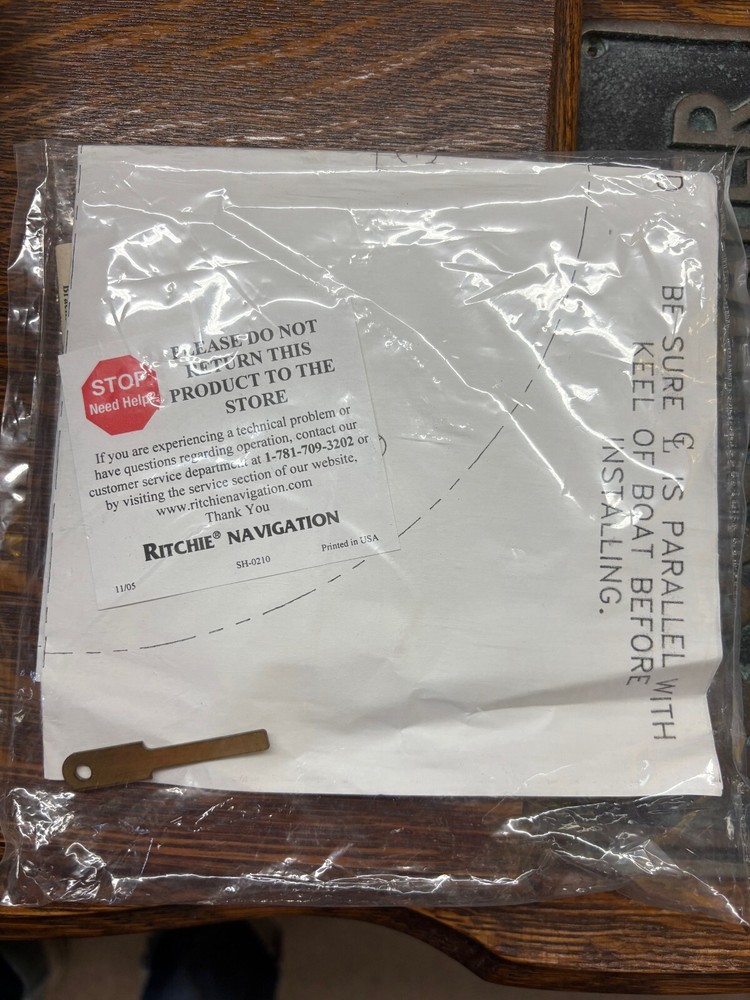 STOP
Need Help?
PLEASE DO NOT
RETURN THIS
PRODUCT TO THE
STORE
If you are experiencing a technical problem or
have questions regarding operation, contact our
customer service department at 1-781-709-3202 or
by visiting the service section of our website,
www.ritchienavigation.com
Thank You
RITCHIE® NAVIGATION
SH-0210
Printed in USA
11/05
BE SURE ℄ IS PARALLEL WITH
KEEL OF BOAT BEFORE
INSTALLING.